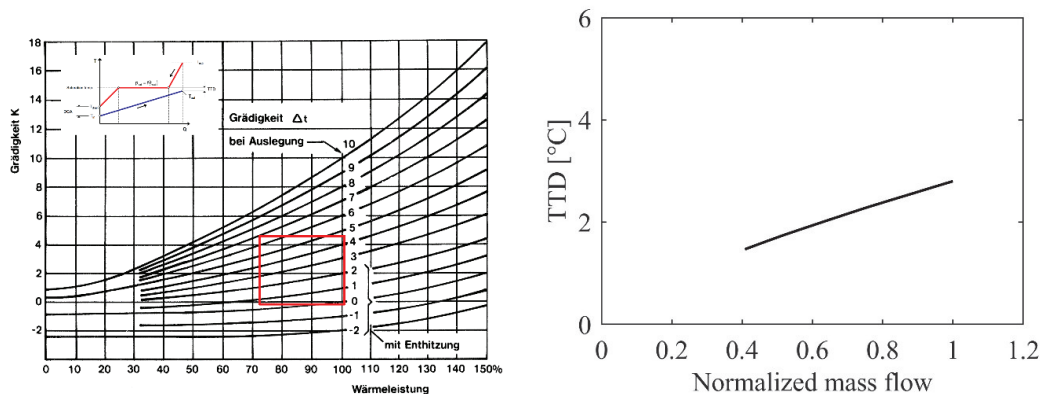 18
16
14
12
10
8
6
4
2
0
-2
Grädigkeit K
T
TTD
Q
Grädigkeit Δt
bei Auslegung
10
9
8
7
6
5
4
3
2
1
0
-1
-2
mit Enthitzung
0 10 20 30 40 50 60 70 80 90 100 110 120 130 140 150%
Wärmeleistung
6
4
2
0
TTD [°C]
0 0.2 0.4 0.6 0.8 1 1.2
Normalized mass flow